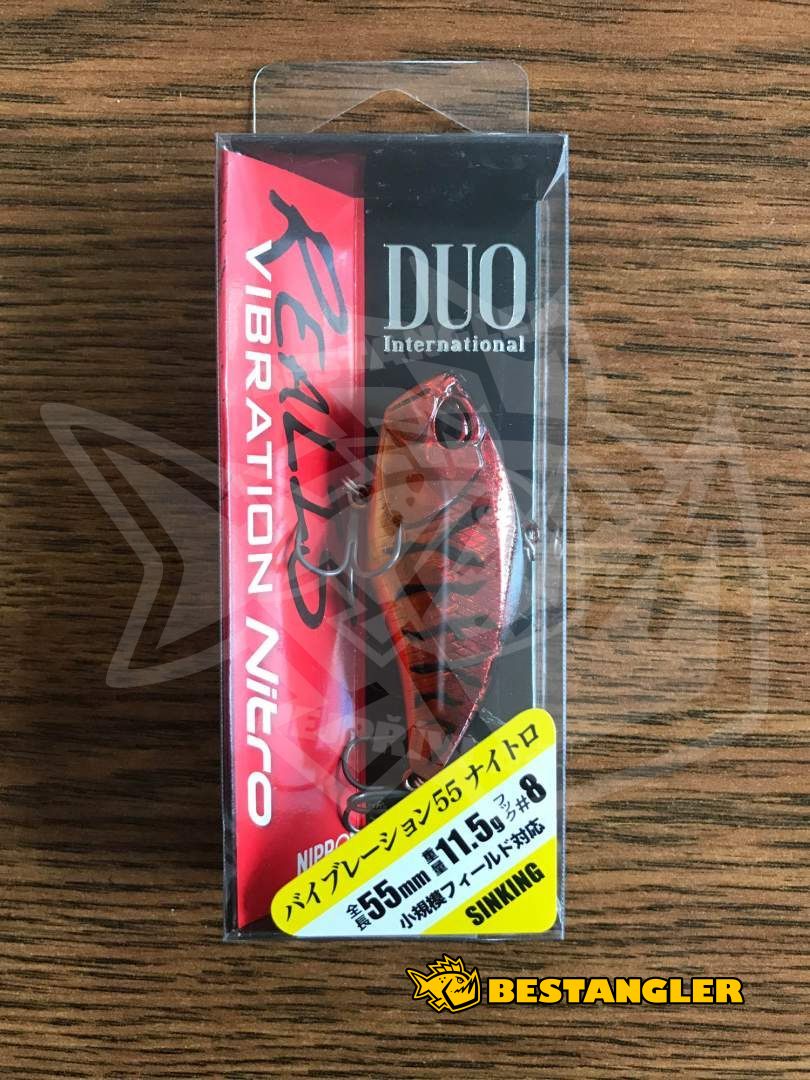 REALIS
VIBRATION Nitro
DUO
International
バイブレーション55 ナイトロ
全長55mm 重量11.5g フック#8
小規模フィールド対応
SINKING
BESTANGLER